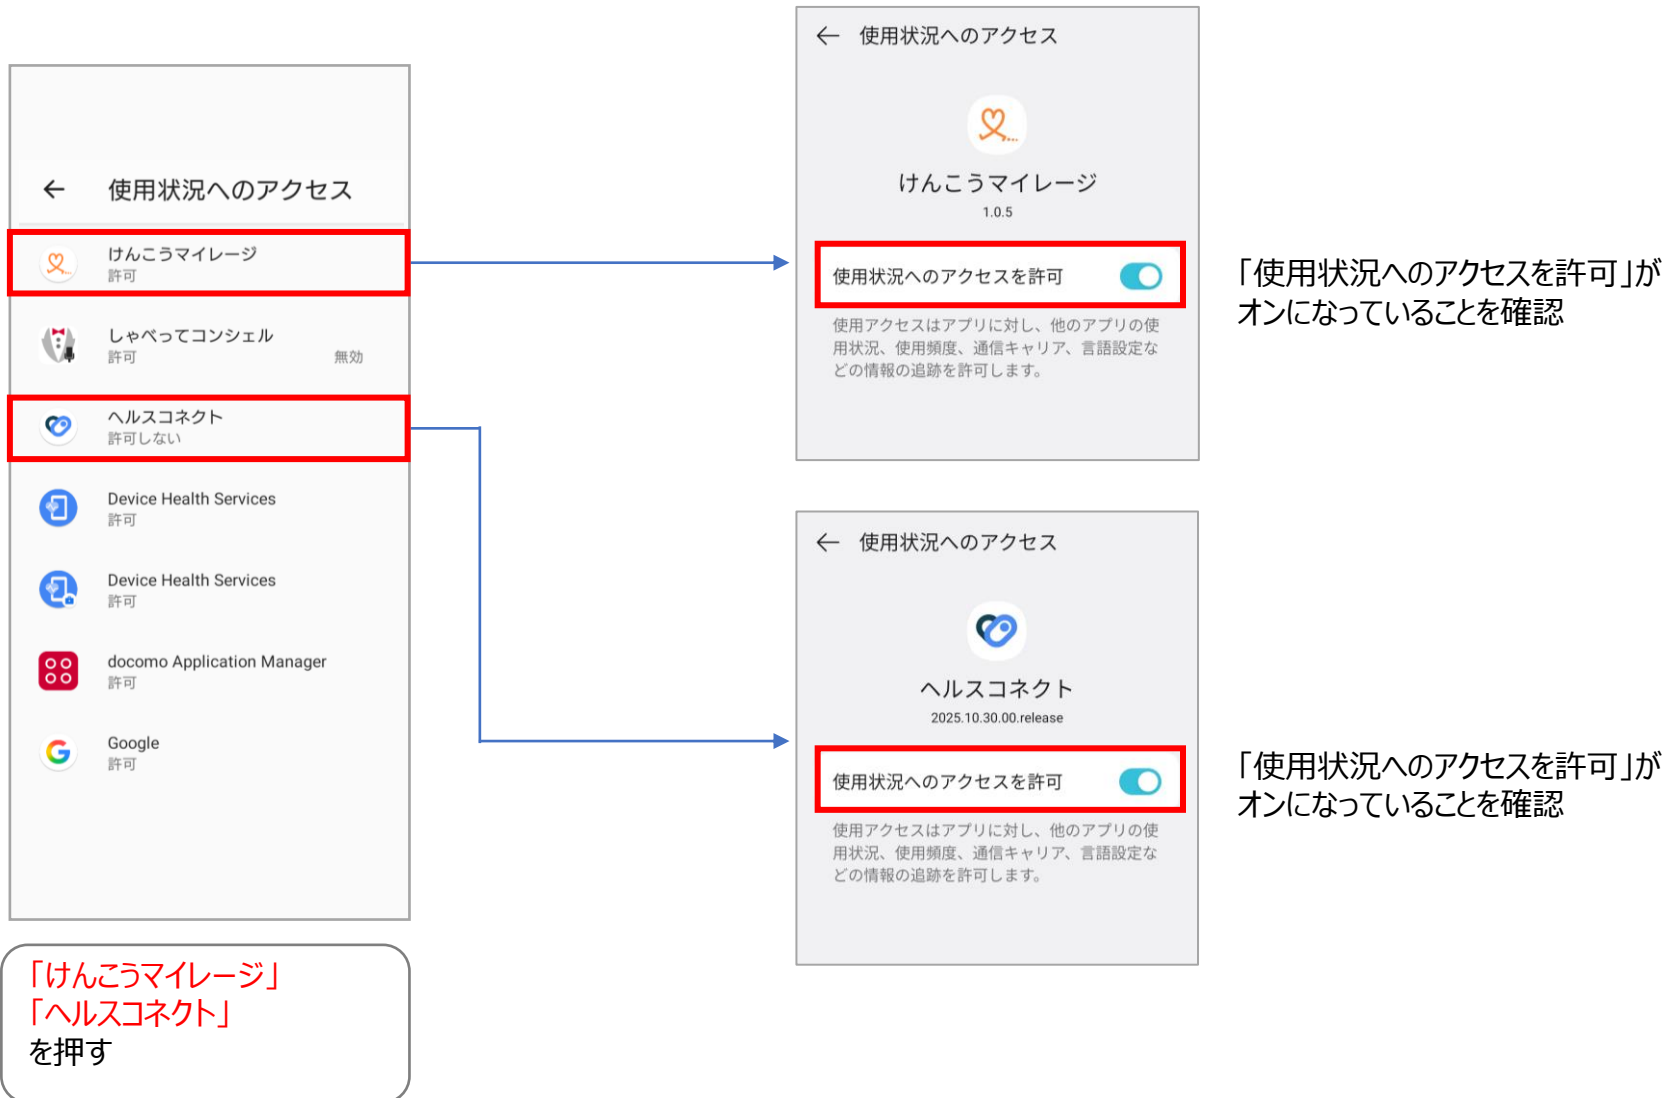 使用状況へのアクセス
けんこうマイレージ
許可
しゃべってコンシェル
許可
無効
ヘルスコネクト
許可しない
Device Health Services
許可
Device Health Services
許可
docomo Application Manager
許可
Google
許可
「けんこうマイレージ」
「ヘルスコネクト」
を押す
使用状況へのアクセス
けんこうマイレージ
1.0.5
使用状況へのアクセスを許可
使用アクセスはアプリに対し、他のアプリの使
用状況、使用頻度、通信キャリア、言語設定な
どの情報の追跡を許可します。
「使用状況へのアクセスを許可」が
オンになっていることを確認
使用状況へのアクセス
ヘルスコネクト
2025.10.30.00.release
使用状況へのアクセスを許可
使用アクセスはアプリに対し、他のアプリの使
用状況、使用頻度、通信キャリア、言語設定な
どの情報の追跡を許可します。
「使用状況へのアクセスを許可」が
オンになっていることを確認